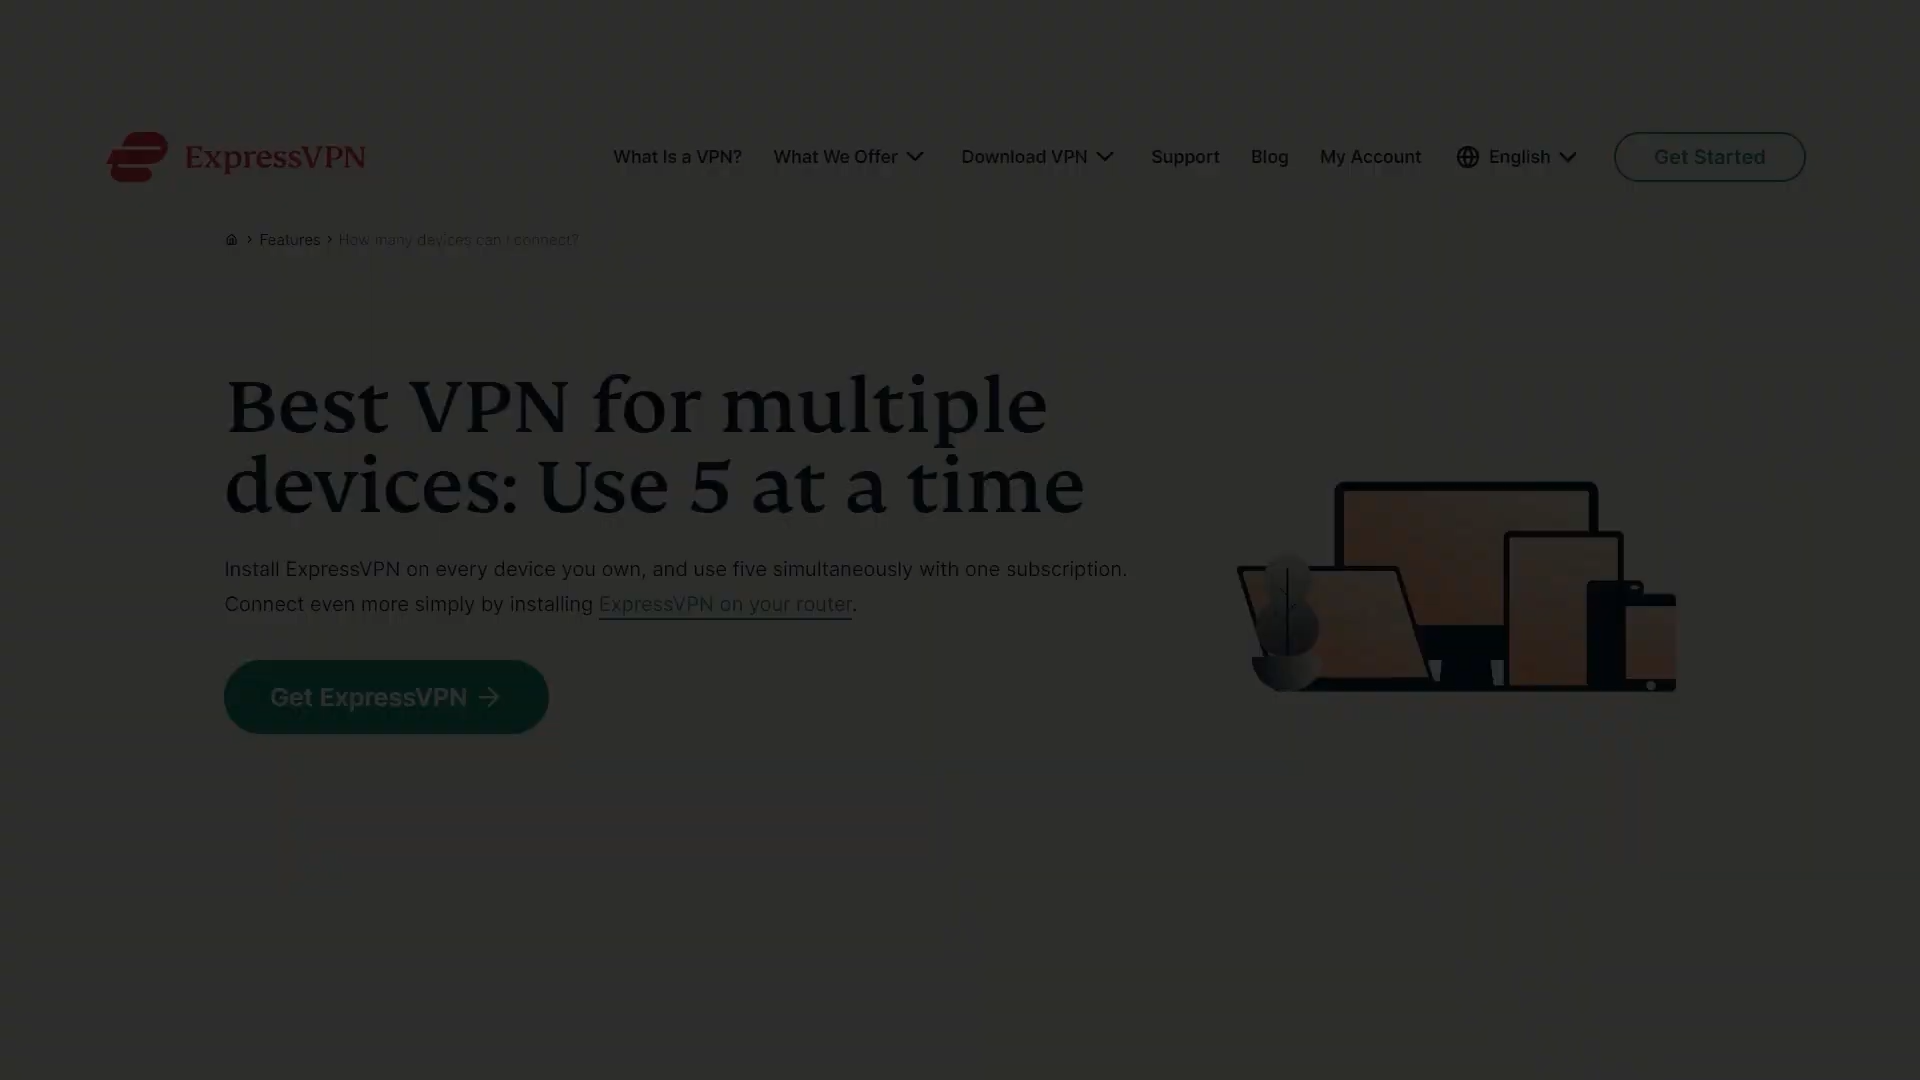 ExpressVPN
What Is a VPN? What We Offer Download VPN Support Blog My Account English Get Started
Features How many devices can I connect?
Best VPN for multiple
devices: Use 5 at a time
Install ExpressVPN on every device you own, and use five simultaneously with one subscription.
Connect even more simply by installing ExpressVPN on your router.
Get ExpressVPN